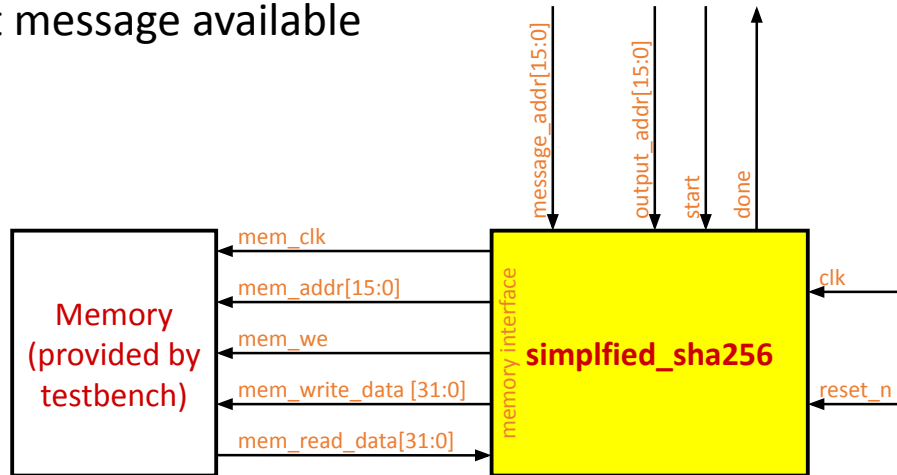 message available
message_addr[15:0]
output_addr[15:0]
start
done
mem_clk
mem_addr[15:0]
mem_we
mem_write_data [31:0]
mem_read_data[31:0]
Memory
(provided by
testbench)
memory interface
simplfied_sha256
clk
reset_n